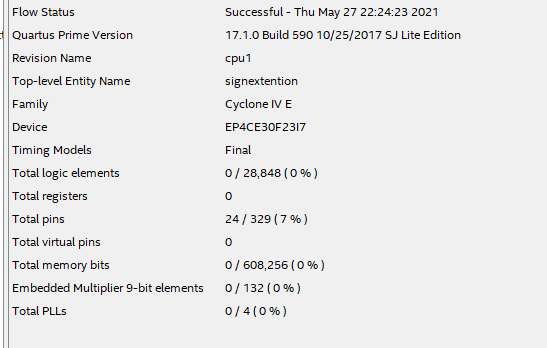 Flow Status Successful - Thu May 27 22:24:23 2021
Quartus Prime Version 17.1.0 Build 590 10/25/2017 SJ Lite Edition
Revision Name cpu1
Top-level Entity Name signextention
Family Cyclone IV E
Device EP4CE30F23I7
Timing Models Final
Total logic elements 0 / 28,848 ( 0 % )
Total registers 0
Total pins 24 / 329 ( 7 % )
Total virtual pins 0
Total memory bits 0 / 608,256 ( 0 % )
Embedded Multiplier 9-bit elements 0 / 132 ( 0 % )
Total PLLs 0 / 4 ( 0 % )